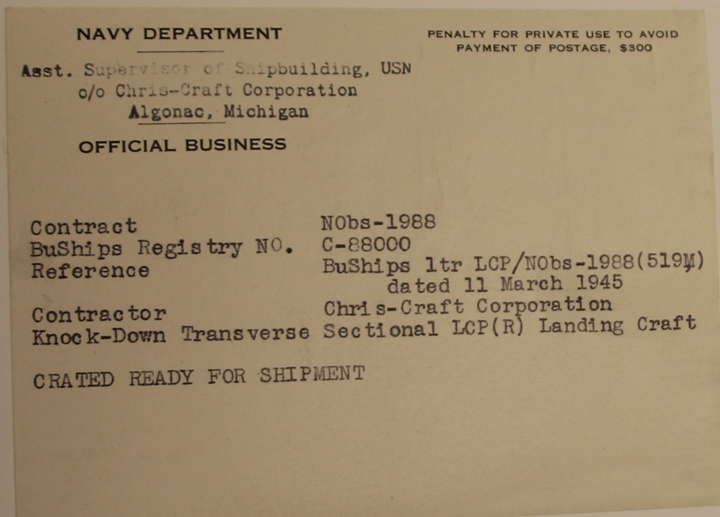 NAVY DEPARTMENT
PENALTY FOR PRIVATE USE TO AVOID
PAYMENT OF POSTAGE, $300
Asst. Supervisor of Shipbuilding, USN
c/o Chris-Craft Corporation
Algonac, Michigan
OFFICIAL BUSINESS
Contract NObs-1988
BuShips Registry NO. C-88000
Reference BuShips ltr LCP/NObs-1988(519M)
dated 11 March 1945
Contractor Chris-Craft Corporation
Knock-Down Transverse Sectional LCP(R) Landing Craft
CRATED READY FOR SHIPMENT